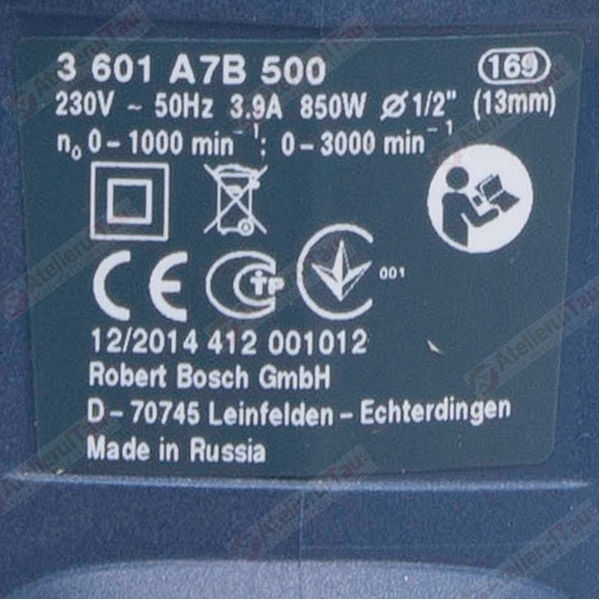 3 601 A7B 500 169
230V ~ 50Hz 3.9A 850W Ø 1/2" (13mm)
n₀ 0-1000 min⁻¹; 0-3000 min⁻¹
CE TP 001
12/2014 412 001012
Robert Bosch GmbH
D - 70745 Leinfelden - Echterdingen
Made in Russia
AtelierulTau